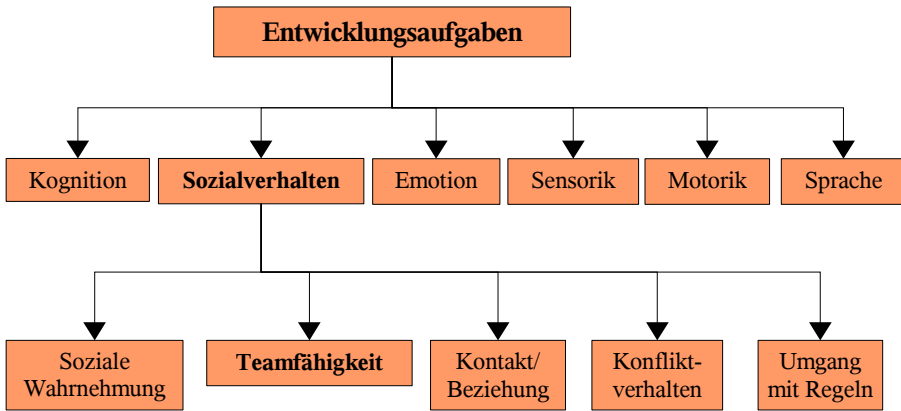 Entwicklungsaufgaben
Kognition
Sozialverhalten
Emotion
Sensorik
Motorik
Sprache
Soziale
Wahrnehmung
Teamfähigkeit
Kontakt/
Beziehung
Konflikt-
verhalten
Umgang
mit Regeln